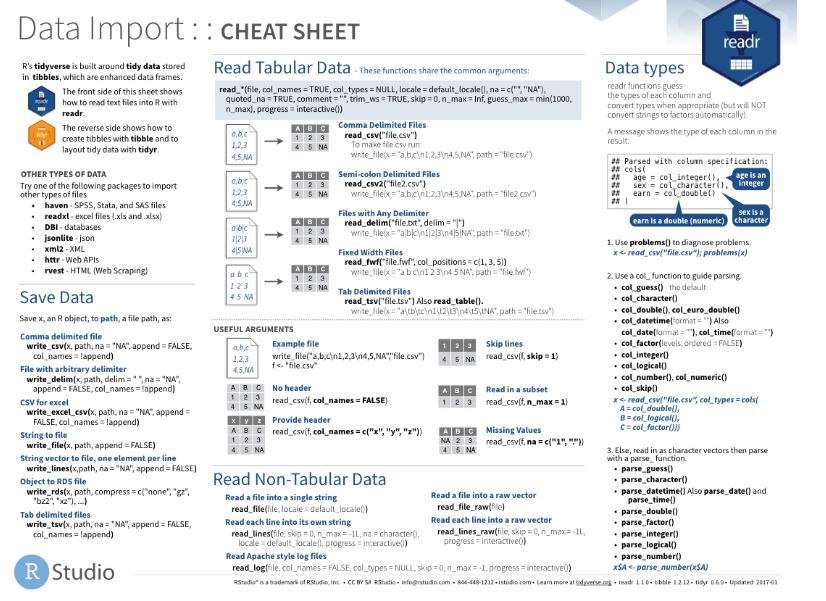 Data Import : : CHEAT SHEET
readr
R's tidyverse is built around tidy data stored
in tibbles, which are enhanced data frames.
The front side of this sheet shows
how to read text files into R with
readr.
The reverse side shows how to
create tibbles with tibble and to
layout tidy data with tidyr.
OTHER TYPES OF DATA
Try one of the following packages to import
other types of files
• haven - SPSS, Stata, and SAS files
• readxl - excel files (.xls and .xlsx)
• DBI - databases
• jsonlite - json
• xml2 - XML
• httr - Web APIs
• rvest - HTML (Web Scraping)
Save Data
Save x, an R object, to path, a file path, as:
Comma delimited file
write_csv(x, path, na = "NA", append = FALSE,
col_names = !append)
File with arbitrary delimiter
write_delim(x, path, delim = " ", na = "NA",
append = FALSE, col_names = !append)
CSV for excel
write_excel_csv(x, path, na = "NA", append =
FALSE, col_names = !append)
String to file
write_file(x, path, append = FALSE)
String vector to file, one element per line
write_lines(x,path, na = "NA", append = FALSE)
Object to RDS file
write_rds(x, path, compress = c("none", "gz",
"bz2", "xz"), ...)
Tab delimited files
write_tsv(x, path, na = "NA", append = FALSE,
col_names = !append)
Read Tabular Data - These functions share the common arguments:
read_*(file, col_names = TRUE, col_types = NULL, locale = default_locale(), na = c("", "NA"),
quoted_na = TRUE, comment = "", trim_ws = TRUE, skip = 0, n_max = Inf, guess_max = min(1000,
n_max), progress = interactive())
a,b,c
1,2,3
4,5,NA
A B C
1 2 3
4 5 NA
Comma Delimited Files
read_csv("file.csv")
To make file.csv run:
write_file(x = "a,b,c\n1,2,3\n4,5,NA", path = "file.csv")
a;b;c
1;2;3
4;5;NA
A B C
1 2 3
4 5 NA
Semi-colon Delimited Files
read_csv2("file2.csv")
write_file(x = "a;b;c\n1;2;3\n4;5;NA", path = "file2.csv")
a|b|c
1|2|3
4|5|NA
A B C
1 2 3
4 5 NA
Files with Any Delimiter
read_delim("file.txt", delim = "|")
write_file(x = "a|b|c\n1|2|3\n4|5|NA", path = "file.txt")
a b c
1 2 3
4 5 NA
A B C
1 2 3
4 5 NA
Fixed Width Files
read_fwf("file.fwf", col_positions = c(1, 3, 5))
write_file(x = "a b c\n1 2 3\n4 5 NA", path = "file.fwf")
Tab Delimited Files
read_tsv("file.tsv") Also read_table().
write_file(x = "a\tb\tc\n1\t2\t3\n4\t5\tNA", path = "file.tsv")
USEFUL ARGUMENTS
a,b,c
1,2,3
4,5,NA
Example file
write_file("a,b,c\n1,2,3\n4,5,NA","file.csv")
f <- "file.csv"
A B C
1 2 3
4 5 NA
No header
read_csv(f, col_names = FALSE)
x y z
A B C
1 2 3
4 5 NA
Provide header
read_csv(f, col_names = c("x", "y", "z"))
1 2 3
4 5 NA
Skip lines
read_csv(f, skip = 1)
A B C
1 2 3
Read in a subset
read_csv(f, n_max = 1)
A B C
NA 2 3
4 5 NA
Missing Values
read_csv(f, na = c("1", "."))
Read Non-Tabular Data
Read a file into a single string
read_file(file, locale = default_locale())
Read each line into its own string
read_lines(file, skip = 0, n_max = -1L, na = character(),
locale = default_locale(), progress = interactive())
Read Apache style log files
read_log(file, col_names = FALSE, col_types = NULL, skip = 0, n_max = -1, progress = interactive())
Read a file into a raw vector
read_file_raw(file)
Read each line into a raw vector
read_lines_raw(file, skip = 0, n_max = -1L,
progress = interactive())
Data types
readr functions guess
the types of each column and
convert types when appropriate (but will NOT
convert strings to factors automatically).
A message shows the type of each column in the
result.
## Parsed with column specification:
## cols(
## age = col_integer(),
## sex = col_character(),
## earn = col_double()
## )
age is an
integer
sex is a
character
earn is a double (numeric)
1. Use problems() to diagnose problems.
x <- read_csv("file.csv"); problems(x)
2. Use a col_ function to guide parsing.
• col_guess() - the default
• col_character()
• col_double(), col_euro_double()
• col_datetime(format = "") Also
col_date(format = ""), col_time(format = "")
• col_factor(levels, ordered = FALSE)
• col_integer()
• col_logical()
• col_number(), col_numeric()
• col_skip()
x <- read_csv("file.csv", col_types = cols(
A = col_double(),
B = col_logical(),
C = col_factor()))
3. Else, read in as character vectors then parse
with a parse_ function.
• parse_guess()
• parse_character()
• parse_datetime() Also parse_date() and
parse_time()
• parse_double()
• parse_factor()
• parse_integer()
• parse_logical()
• parse_number()
x$A <- parse_number(x$A)
R Studio
RStudio® is a trademark of RStudio, Inc. • CC BY SA RStudio • info@rstudio.com • 844-448-1212 • rstudio.com • Learn more at tidyverse.org • readr 1.1.0 • tibble 1.2.12 • tidyr 0.6.0 • Updated: 2017-01